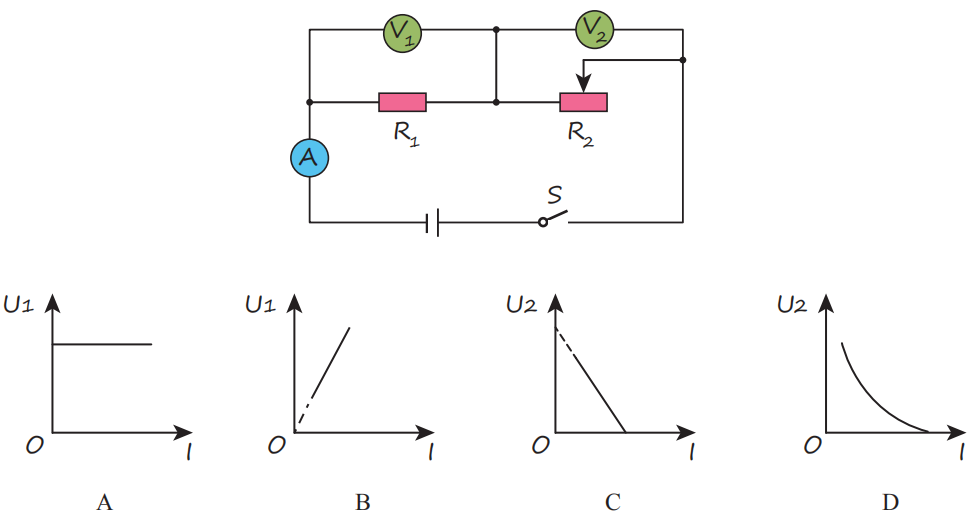 V1 V2
R1 R2
A
S
U1 U1 U2 U2
O I O I O I O I
A B C D